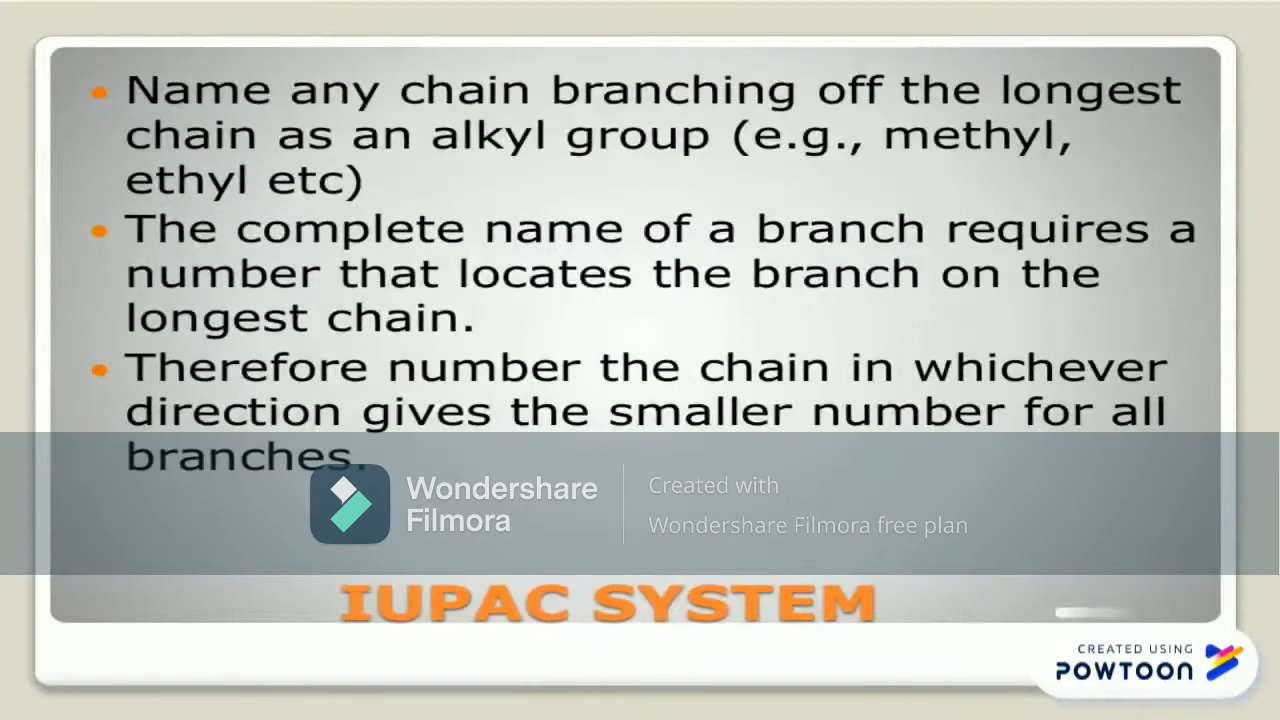 • Name any chain branching off the longest
chain as an alkyl group (e.g., methyl,
ethyl etc)
• The complete name of a branch requires a
number that locates the branch on the
longest chain.
• Therefore number the chain in whichever
direction gives the smaller number for all
branches.
Wondershare
Filmora
Created with
Wondershare Filmora free plan
IUPAC SYSTEM
CREATED USING
POWTOON